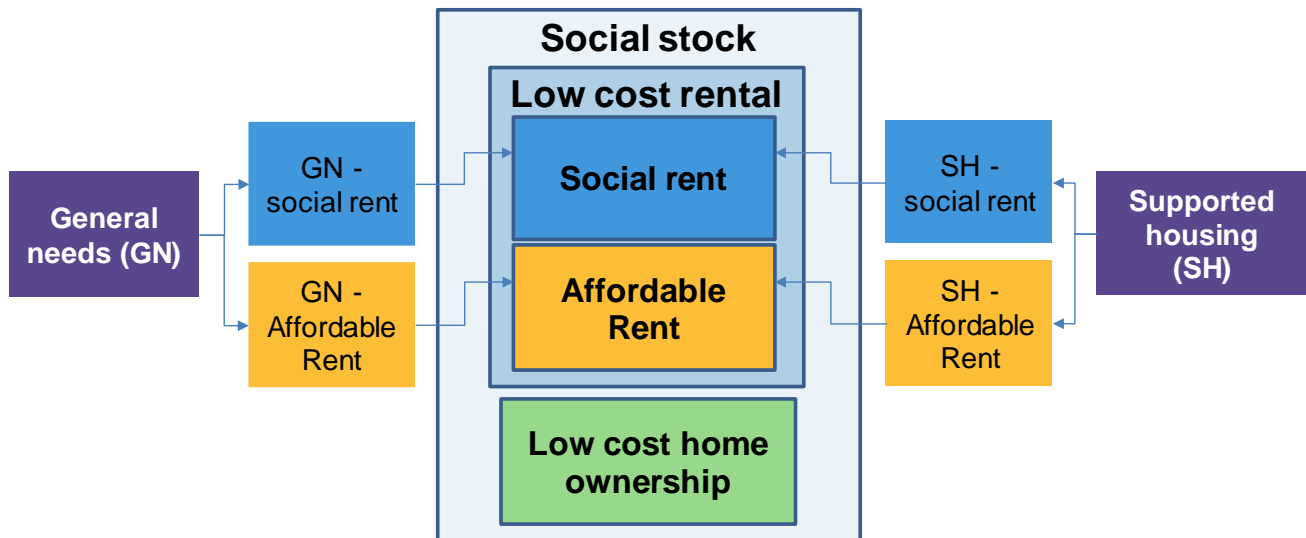 Social stock
Low cost rental
General
needs (GN)
GN -
social rent
GN -
Affordable
Rent
Social rent
Affordable
Rent
Low cost home
ownership
SH -
social rent
SH -
Affordable
Rent
Supported
housing
(SH)